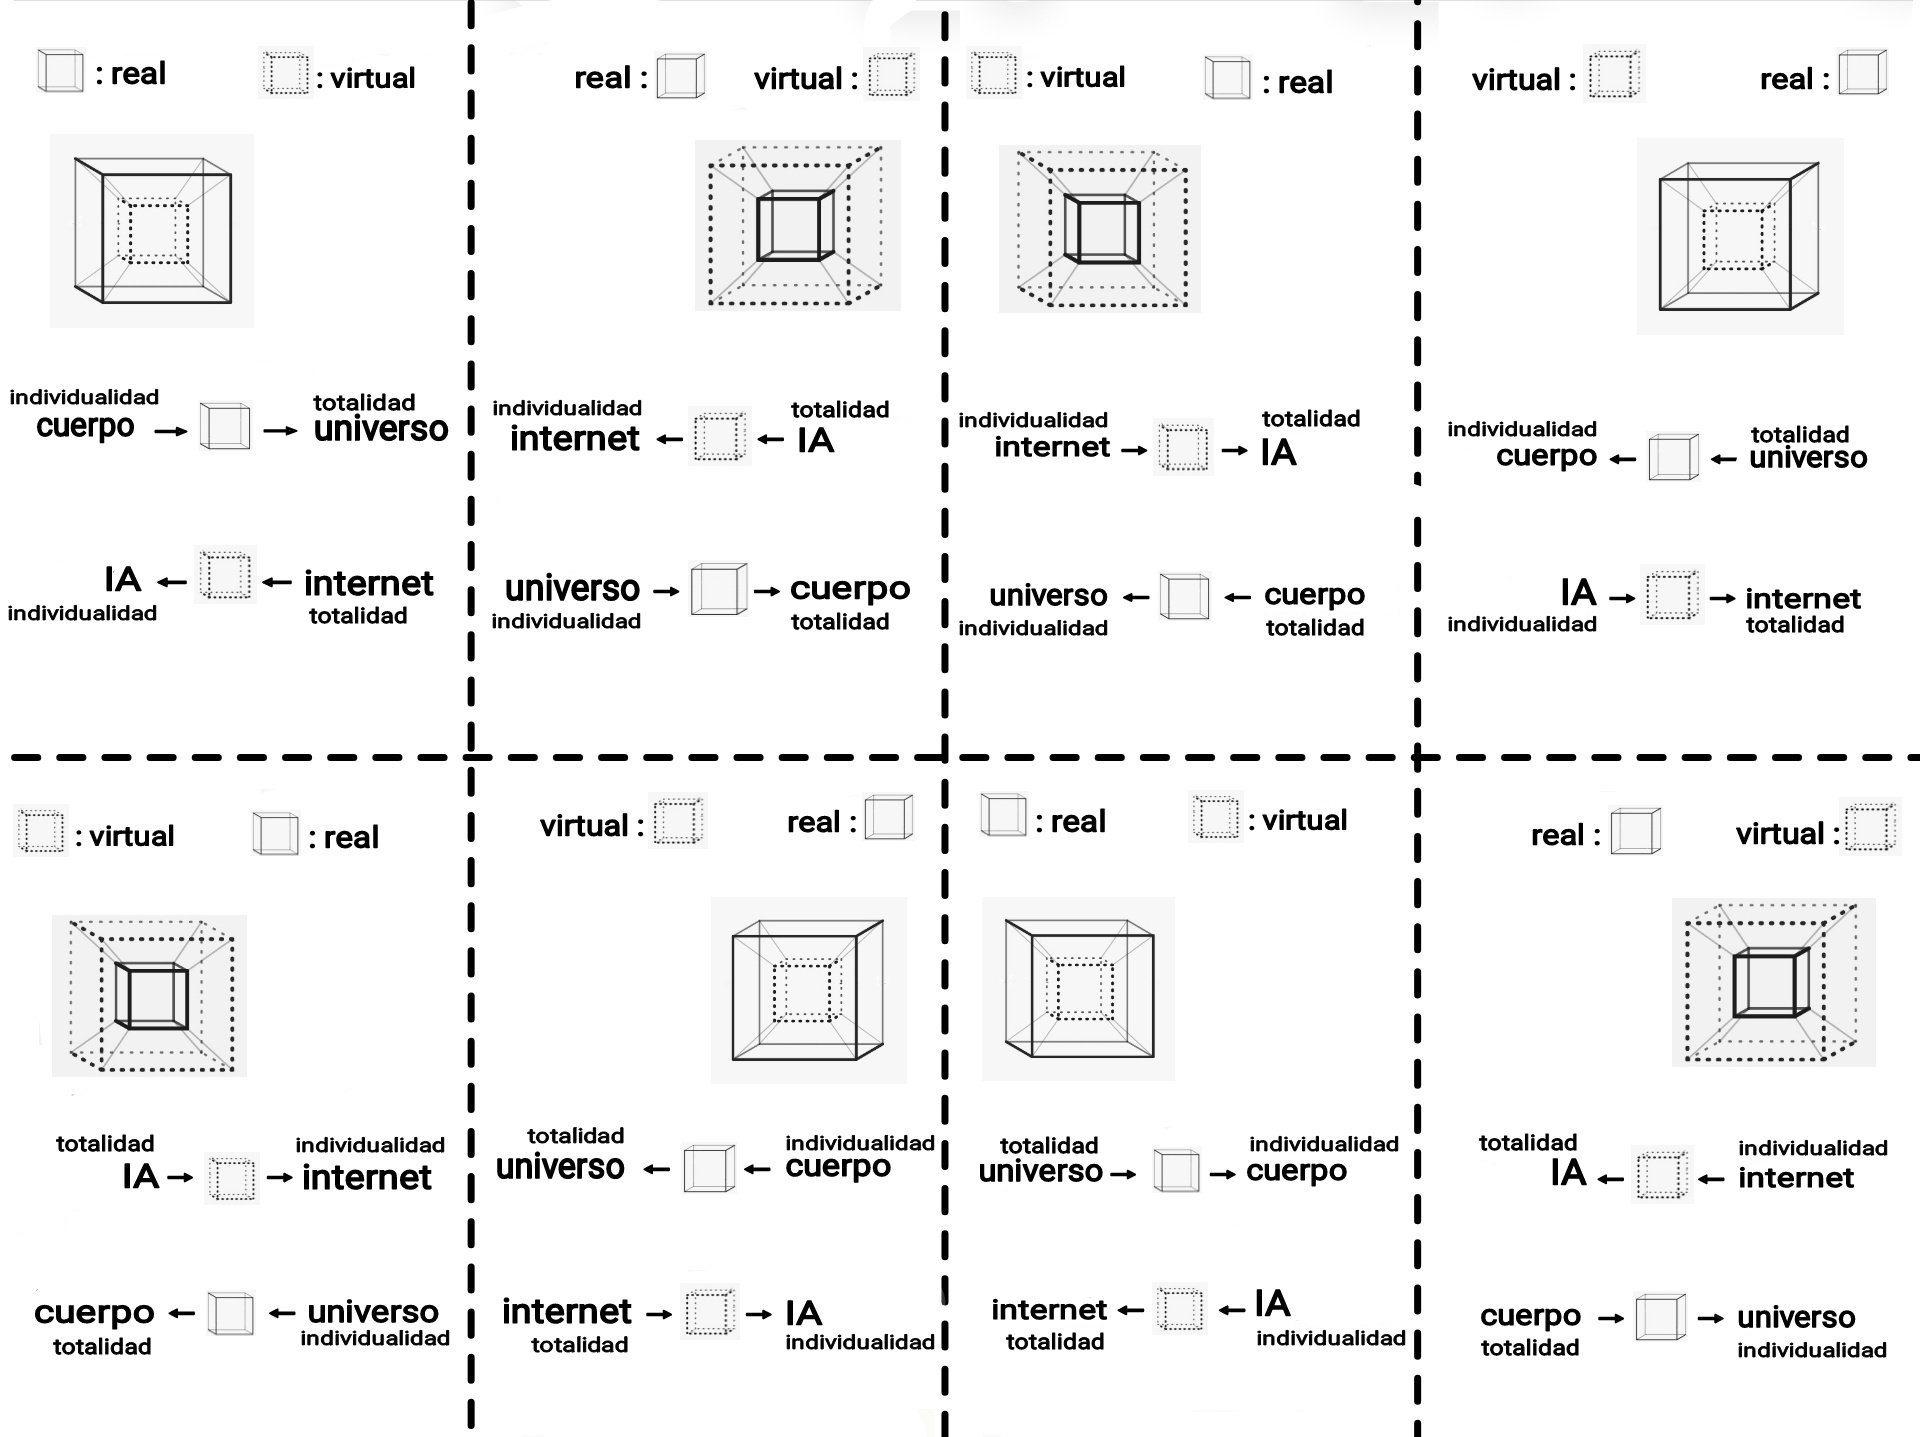 : real
: virtual
individualidad
totalidad
cuerpo → → universo
IA ← ← internet
individualidad
totalidad
real :
virtual :
individualidad
totalidad
internet ← ← IA
universo → → cuerpo
individualidad
totalidad
: virtual
: real
individualidad
totalidad
internet → → IA
universo ← ← cuerpo
individualidad
totalidad
virtual :
real :
individualidad
totalidad
cuerpo ← ← universo
IA → → internet
individualidad
totalidad
: virtual
: real
totalidad
individualidad
IA → → internet
cuerpo ← ← universo
totalidad
individualidad
virtual :
real :
totalidad
individualidad
universo ← ← cuerpo
internet → → IA
totalidad
individualidad
: real
: virtual
totalidad
individualidad
universo → → cuerpo
internet ← ← IA
totalidad
individualidad
real :
virtual :
totalidad
individualidad
IA ← ← internet
cuerpo → → universo
totalidad
individualidad